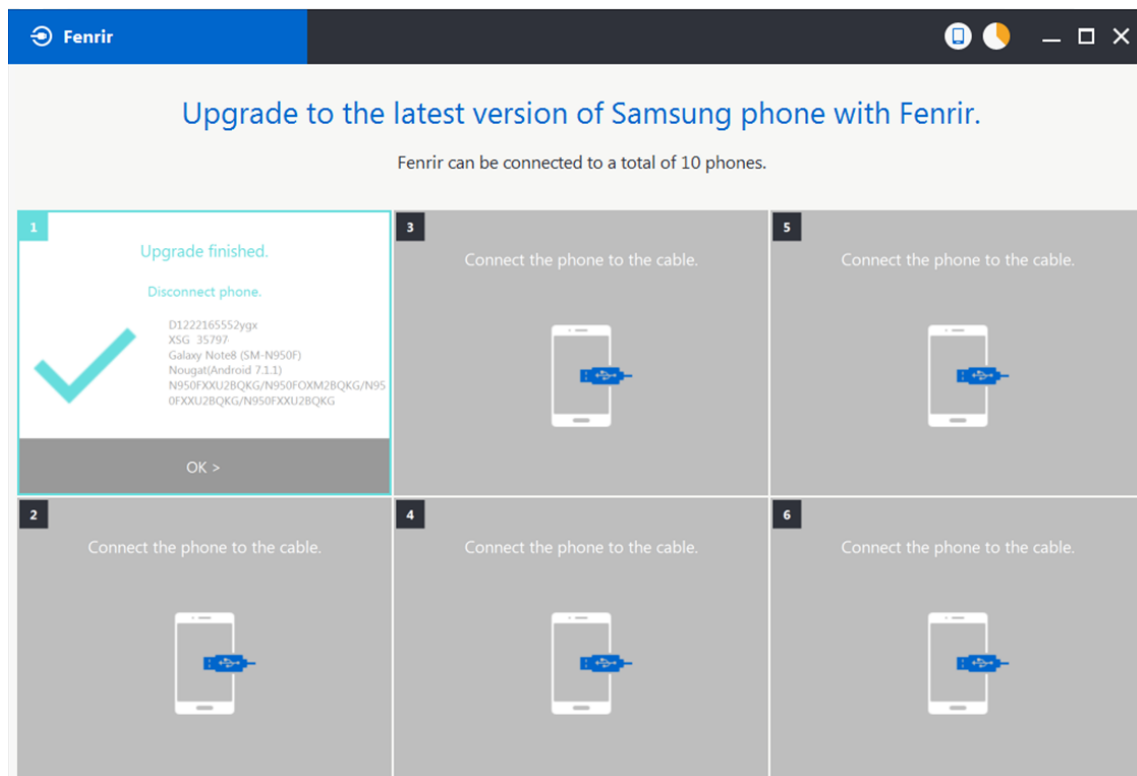 Fenrir
Upgrade to the latest version of Samsung phone with Fenrir.
Fenrir can be connected to a total of 10 phones.
1
Upgrade finished.
Disconnect phone.
D1222165552ygx
XSG 35797
Galaxy Note8 (SM-N950F)
Nougat(Android 7.1.1)
N950FXXU2BQKG/N950FOXM2BQKG/N95
0FXXU2BQKG/N950FXXU2BQKG
OK >
3
Connect the phone to the cable.
5
Connect the phone to the cable.
2
Connect the phone to the cable.
4
Connect the phone to the cable.
6
Connect the phone to the cable.